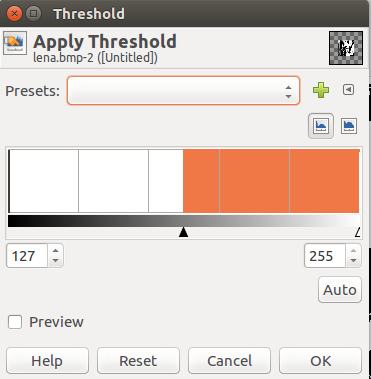 Threshold
Apply Threshold
lena.bmp-2 ([Untitled])
Presets:
127 255
Auto
Preview
Help Reset Cancel OK